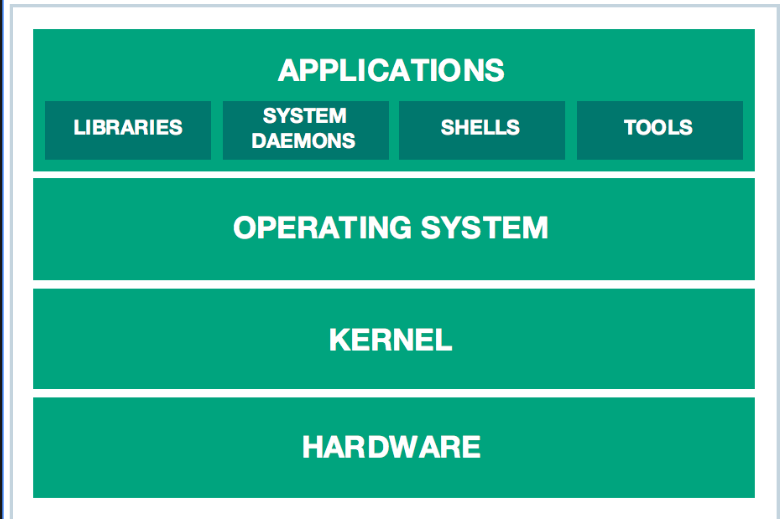 APPLICATIONS
LIBRARIES
SYSTEM
DAEMONS
SHELLS
TOOLS
OPERATING SYSTEM
KERNEL
HARDWARE